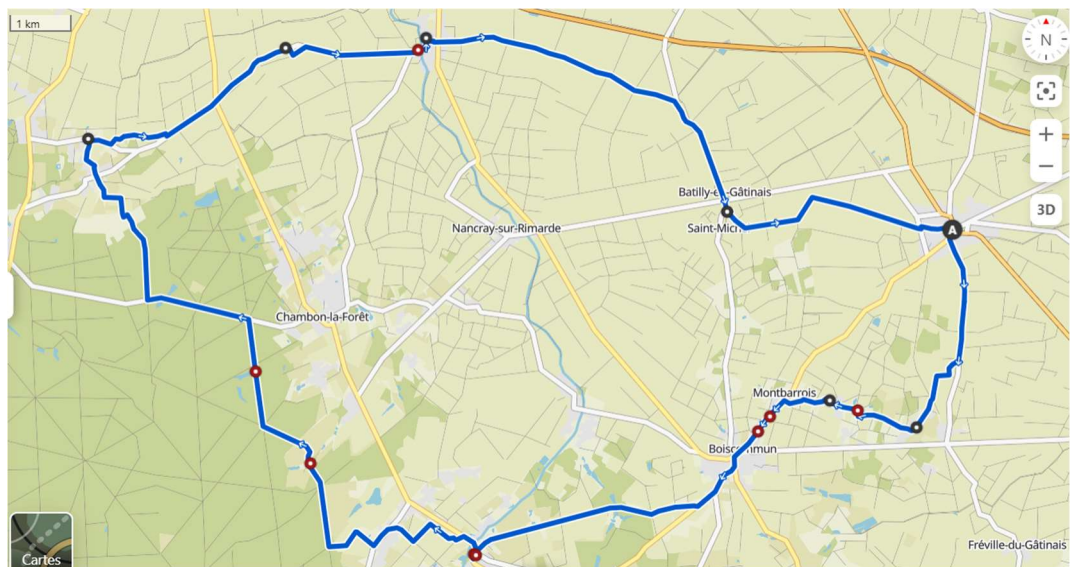 1 km
N
3D
Batilly-en-Gâtinais
Nancray-sur-Rimarde
Saint-Mich
A
Chambon-la-Forêt
Montbarrois
Boiscommun
Fréville-du-Gâtinais
Cartes